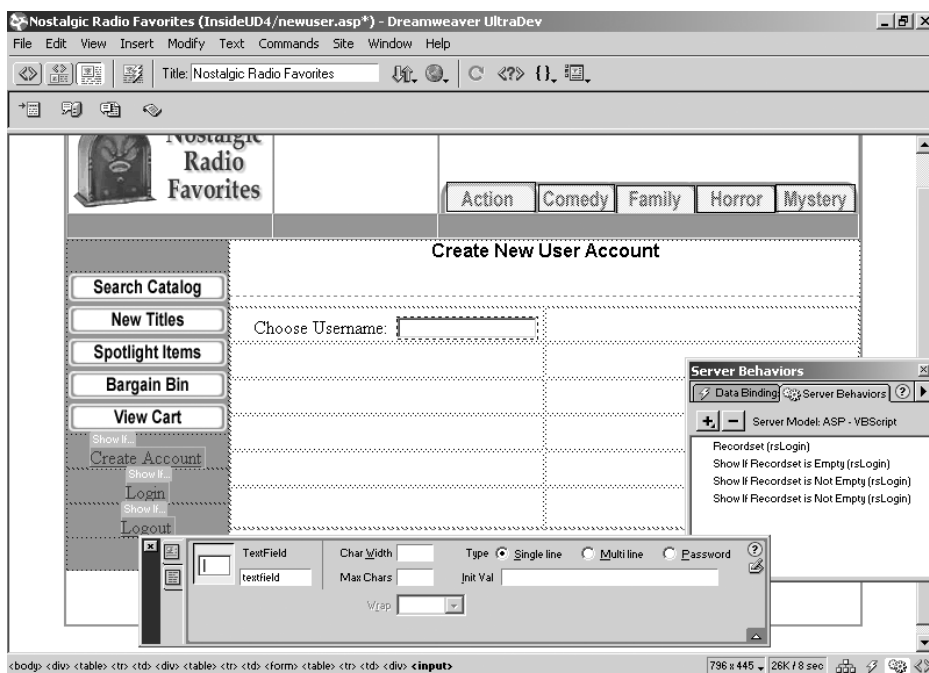 Nostalgic Radio Favorites (InsideUD4/newuser.asp*) - Dreamweaver UltraDev
File Edit View Insert Modify Text Commands Site Window Help
Title: Nostalgic Radio Favorites
Nostalgic
Radio
Favorites
Action Comedy Family Horror Mystery
Create New User Account
Search Catalog
New Titles
Choose Username:
Spotlight Items
Bargain Bin
View Cart
Show If...
Create Account
Show If...
Login
Show If...
Logout
Server Behaviors
Data Binding Server Behaviors
Server Model: ASP - VBScript
Recordset (rsLogin)
Show If Recordset is Empty (rsLogin)
Show If Recordset is Not Empty (rsLogin)
Show If Recordset is Not Empty (rsLogin)
TextField Char Width Type Single line Multi line Password
textfield Max Chars Init Val
Wrap
<body> <div> <table> <tr> <td> <div> <table> <tr> <td> <form> <table> <tr> <td> <div> <input> 796 x 445 26K / 8 sec